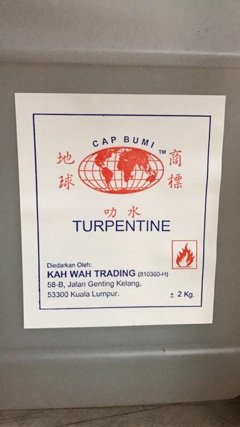 CAP BUMI
TM
地球
商標
叻水
TURPENTINE
Diedarkan Oleh:
KAH WAH TRADING (610360-H)
58-B, Jalan Genting Kelang,
53300 Kuala Lumpur.
± 2 Kg.